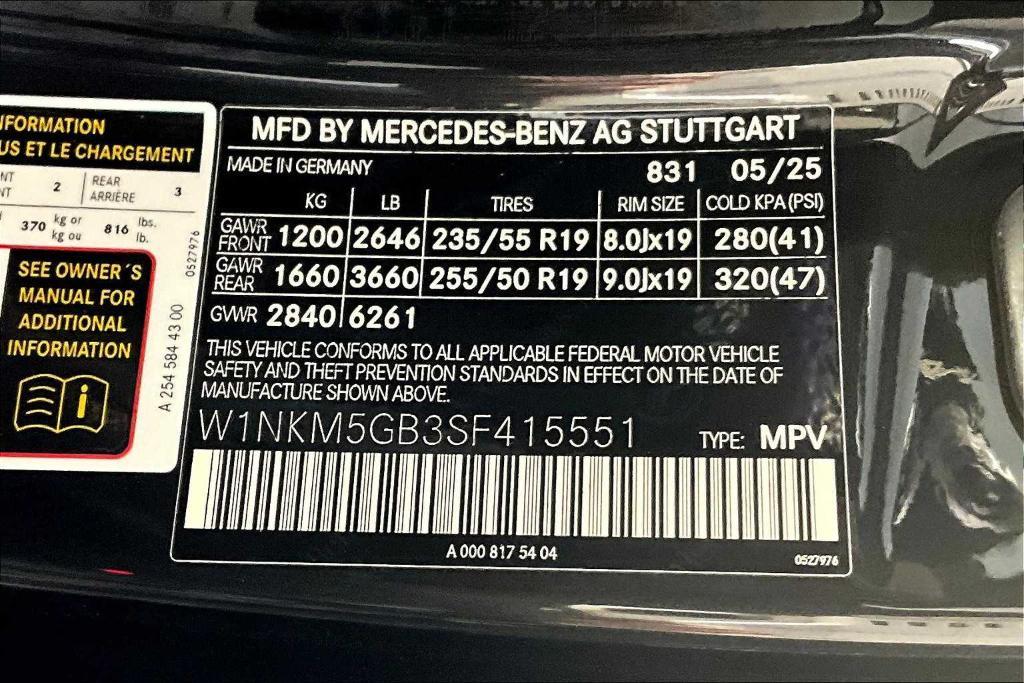 NFORMATION
US ET LE CHARGEMENT
NT 2 REAR 3
NT ARRIÈRE
370 kg or 816 lbs.
kg ou lb.
SEE OWNER´S
MANUAL FOR
ADDITIONAL
INFORMATION
i
0527976
A 254 584 43 00
MFD BY MERCEDES-BENZ AG STUTTGART
MADE IN GERMANY 831 05/25
KG LB TIRES RIM SIZE COLD KPA (PSI)
GAWR FRONT 1200 2646 235/55 R19 8.0Jx19 280(41)
GAWR REAR 1660 3660 255/50 R19 9.0Jx19 320(47)
GVWR 2840 6261
THIS VEHICLE CONFORMS TO ALL APPLICABLE FEDERAL MOTOR VEHICLE
SAFETY AND THEFT PREVENTION STANDARDS IN EFFECT ON THE DATE OF
MANUFACTURE SHOWN ABOVE.
W1NKM5GB3SF415551 TYPE: MPV
A 000 817 54 04 0527976